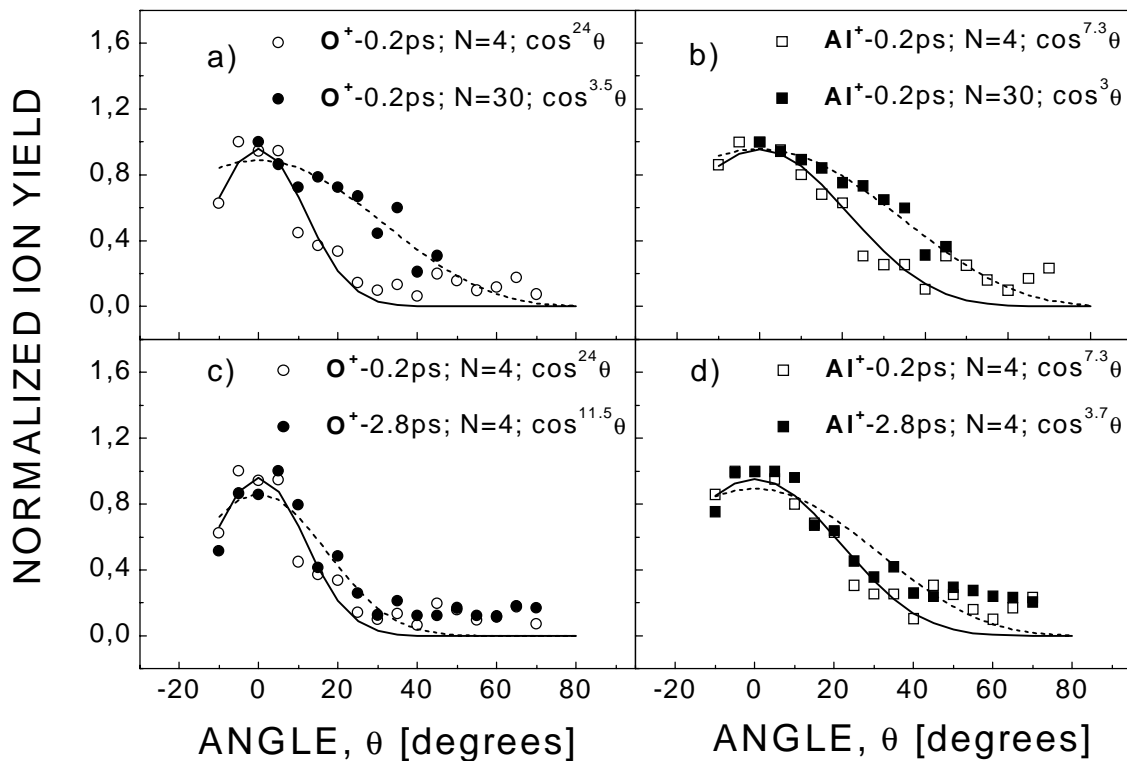 NORMALIZED ION YIELD
1,6
1,2
0,8
0,4
0,0
a)
O⁺-0.2ps; N=4; cos²⁴θ
O⁺-0.2ps; N=30; cos³·⁵θ
b)
Al⁺-0.2ps; N=4; cos⁷·³θ
Al⁺-0.2ps; N=30; cos³θ
1,6
1,2
0,8
0,4
0,0
c)
O⁺-0.2ps; N=4; cos²⁴θ
O⁺-2.8ps; N=4; cos¹¹·⁵θ
d)
Al⁺-0.2ps; N=4; cos⁷·³θ
Al⁺-2.8ps; N=4; cos³·⁷θ
-20 0 20 40 60 80
-20 0 20 40 60 80
ANGLE, θ [degrees]
ANGLE, θ [degrees]